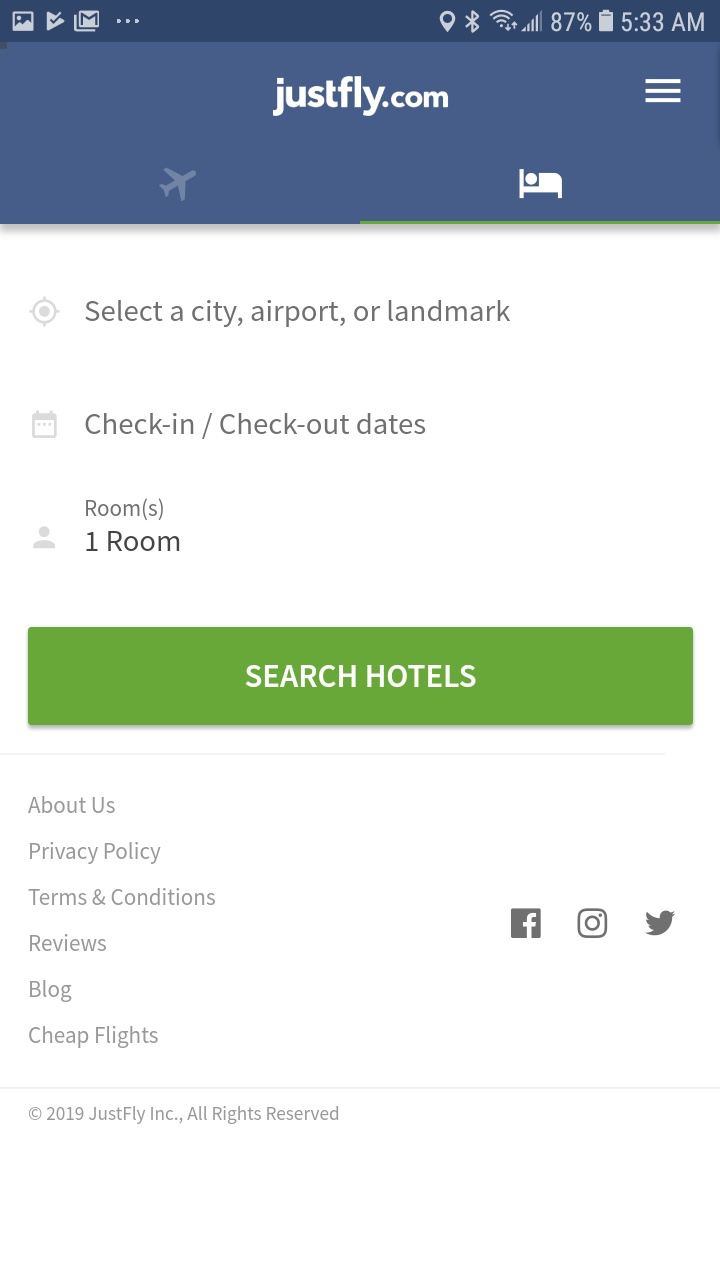 87% 5:33 AM
justfly.com
Select a city, airport, or landmark
Check-in / Check-out dates
Room(s)
1 Room
SEARCH HOTELS
About Us
Privacy Policy
Terms & Conditions
Reviews
Blog
Cheap Flights
© 2019 JustFly Inc., All Rights Reserved